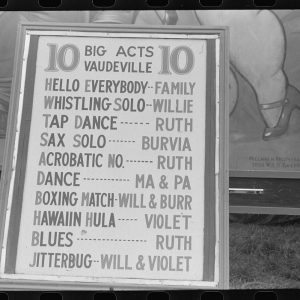 10 BIG ACTS 10
VAUDEVILLE
HELLO EVERYBODY--FAMILY
WHISTLING SOLO--WILLIE
TAP DANCE------ RUTH
SAX SOLO------ BURVIA
ACROBATIC NO.----- RUTH
DANCE-------- MA & PA
BOXING MATCH-WILL & BURR
HAWAIIN HULA----- VIOLET
BLUES----------- RUTH
JITTERBUG--WILL & VIOLET